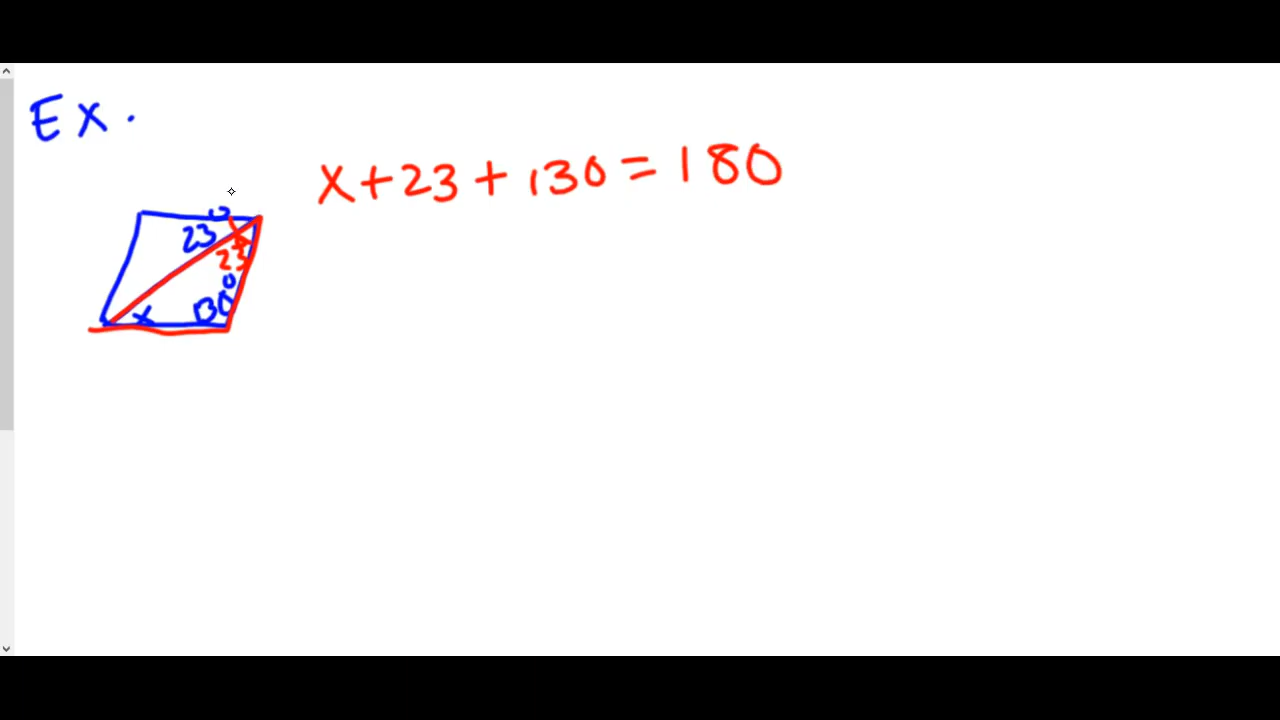 Ex.
x + 23 + 130 = 180
23°
23
x 130°